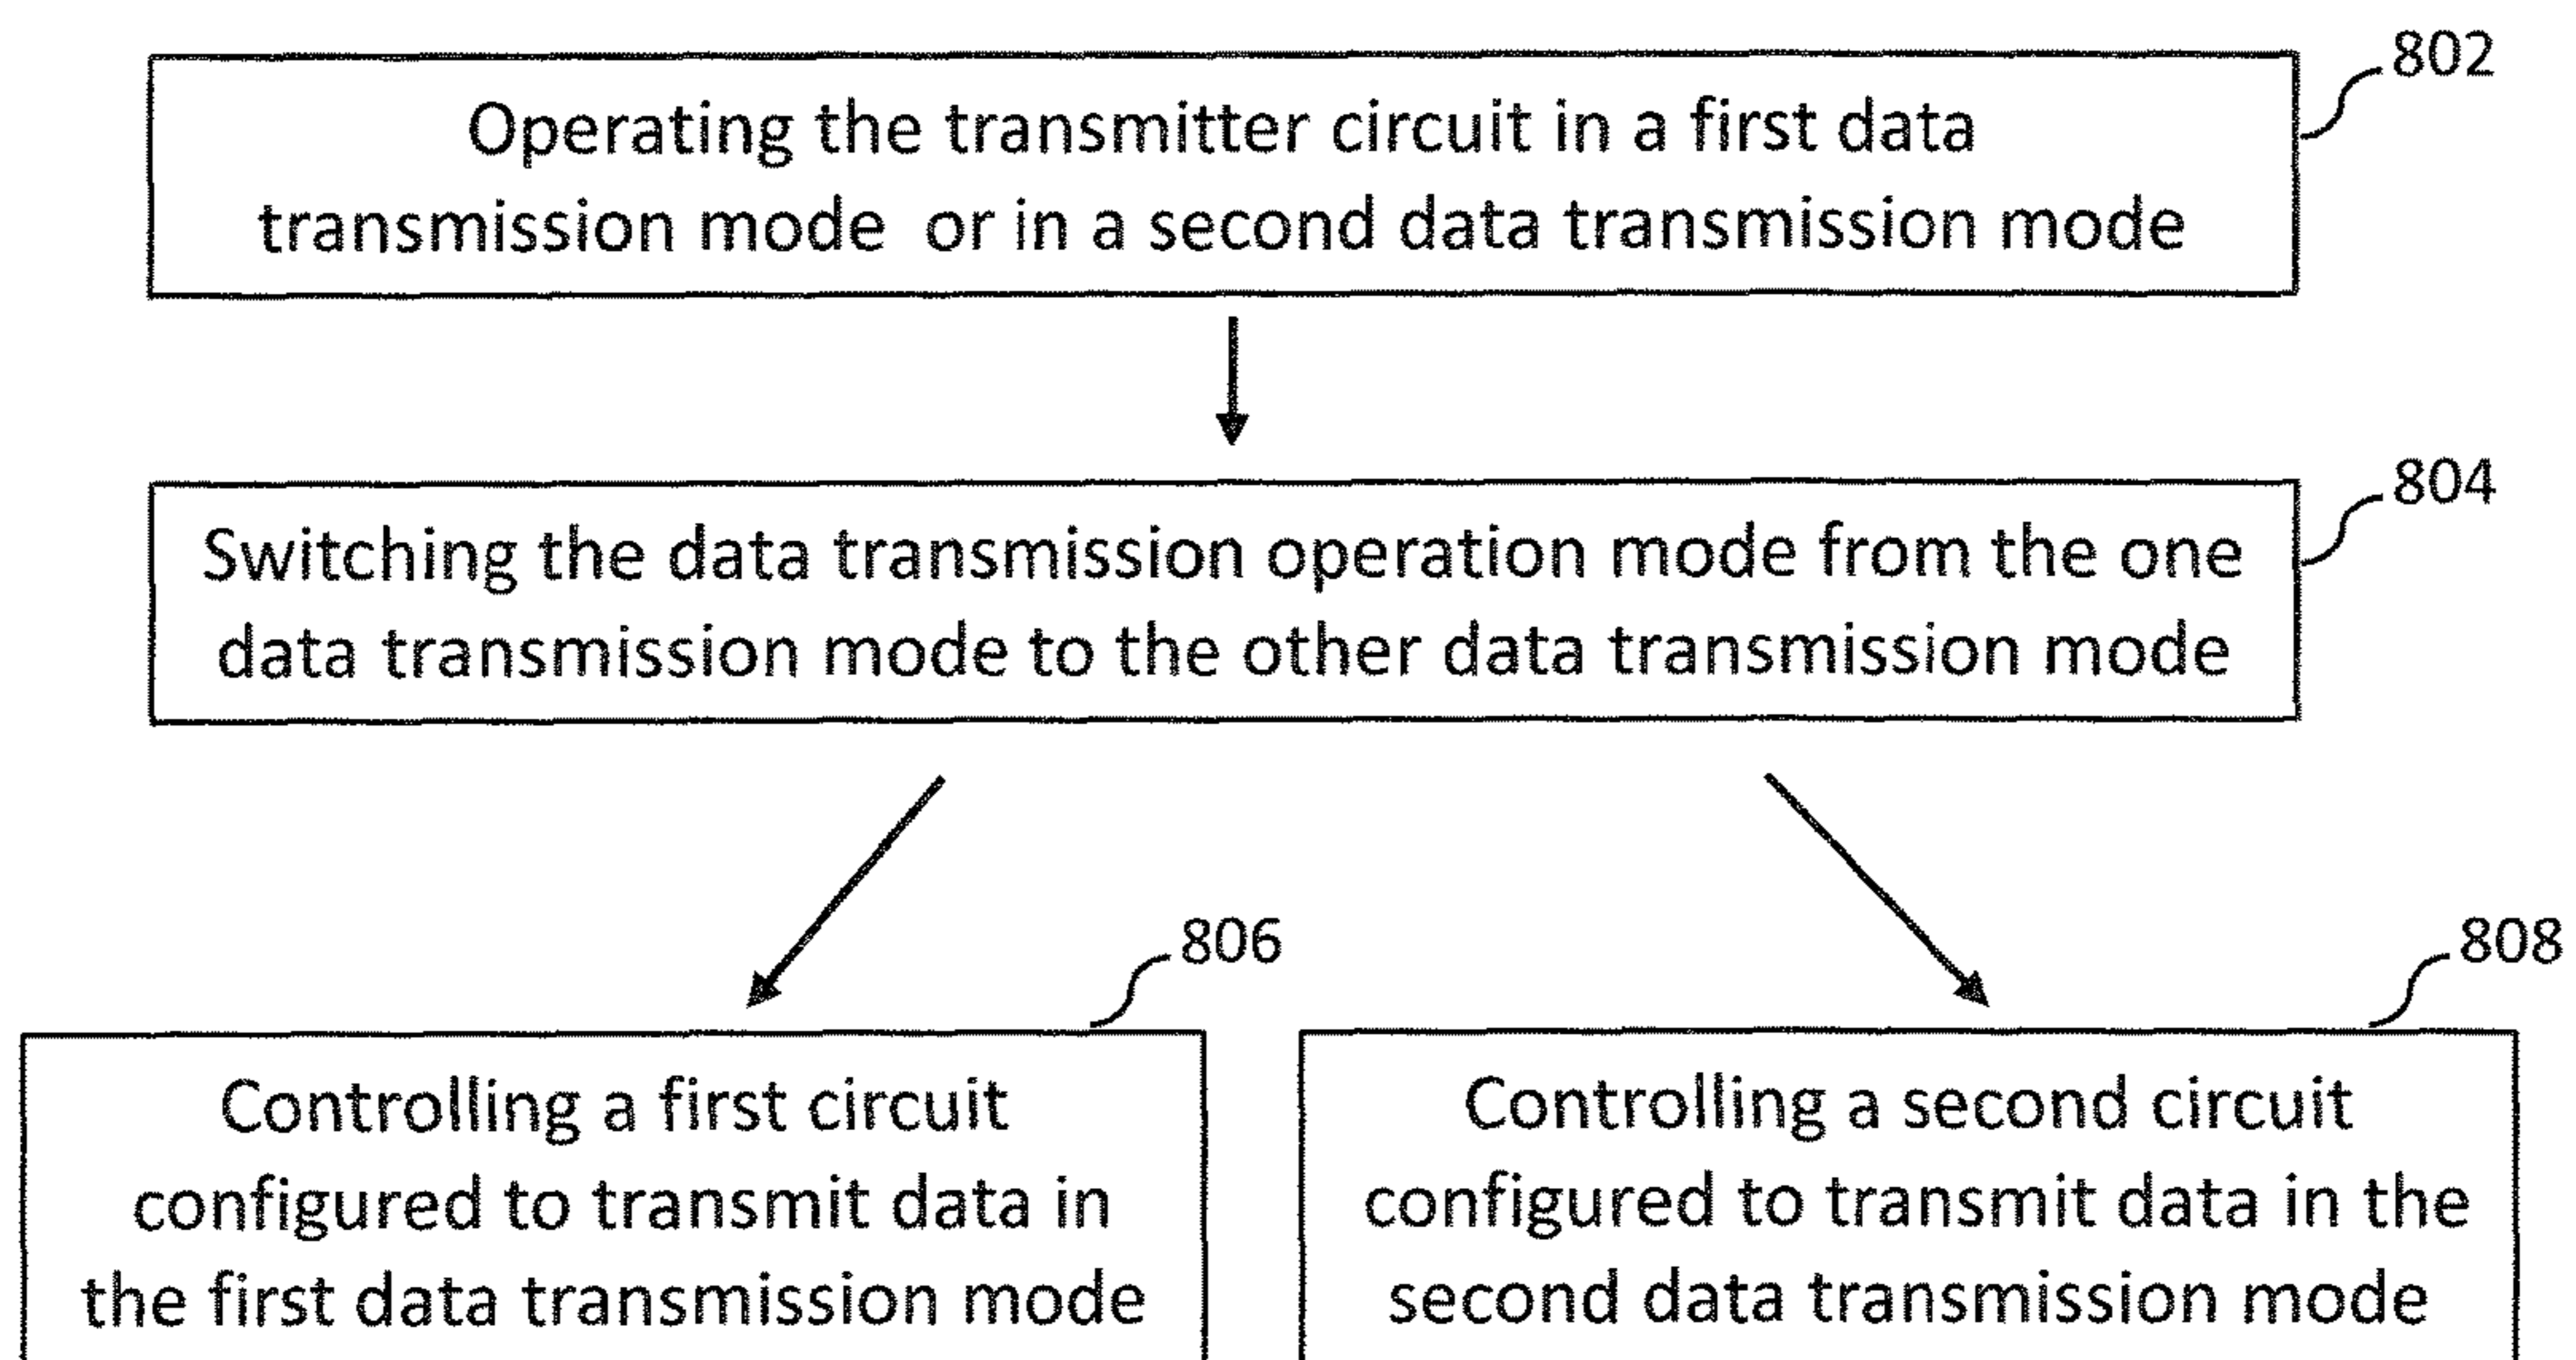 802
Operating the transmitter circuit in a first data
transmission mode or in a second data transmission mode
804
Switching the data transmission operation mode from the one
data transmission mode to the other data transmission mode
806
Controlling a first circuit
configured to transmit data in
the first data transmission mode
808
Controlling a second circuit
configured to transmit data in the
second data transmission mode